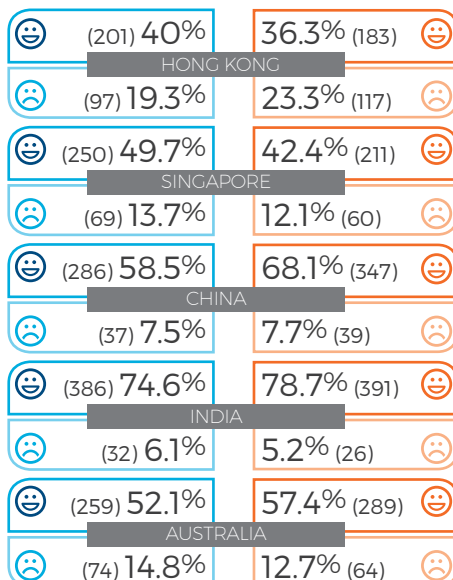 (201) 40% 36.3% (183)
HONG KONG
(97) 19.3% 23.3% (117)
(250) 49.7% 42.4% (211)
SINGAPORE
(69) 13.7% 12.1% (60)
(286) 58.5% 68.1% (347)
CHINA
(37) 7.5% 7.7% (39)
(386) 74.6% 78.7% (391)
INDIA
(32) 6.1% 5.2% (26)
(259) 52.1% 57.4% (289)
AUSTRALIA
(74) 14.8% 12.7% (64)